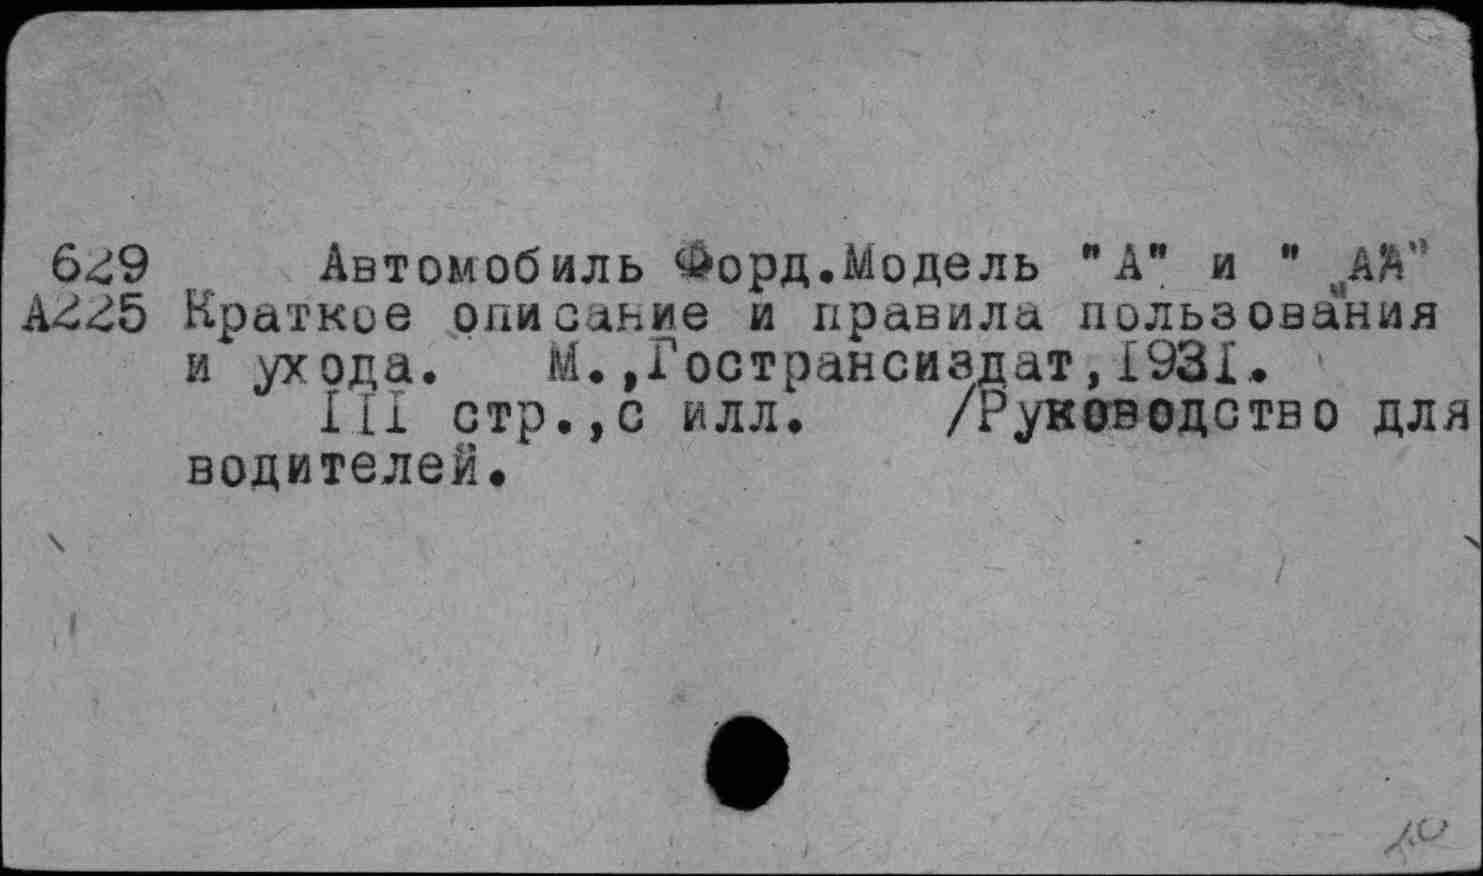 629 Автомобиль Форд.Модель "А" и " „АА"
А225 Краткое описание и правила пользования
и ухода. М.,Гострансиздат,1931.
III стр.,с илл. /Руководство для
водителей.